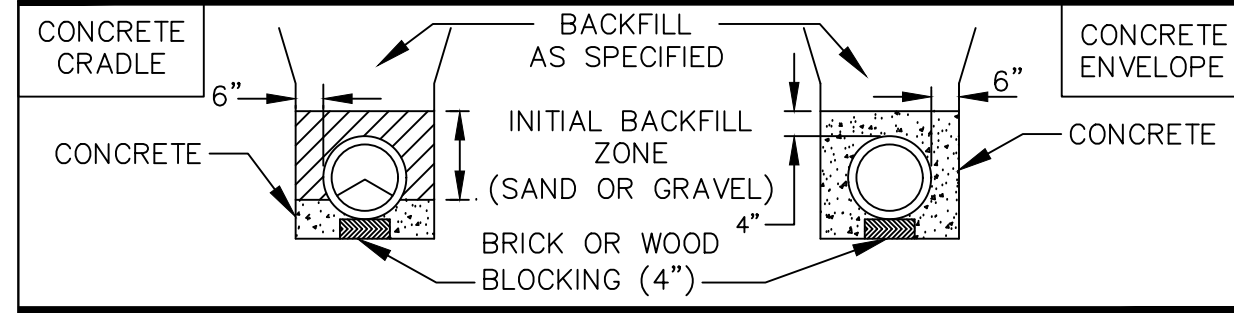 CONCRETE
CRADLE
BACKFILL
AS SPECIFIED
CONCRETE
ENVELOPE
6"
6"
CONCRETE
INITIAL BACKFILL
ZONE
(SAND OR GRAVEL)
CONCRETE
4"
BRICK OR WOOD
BLOCKING (4")